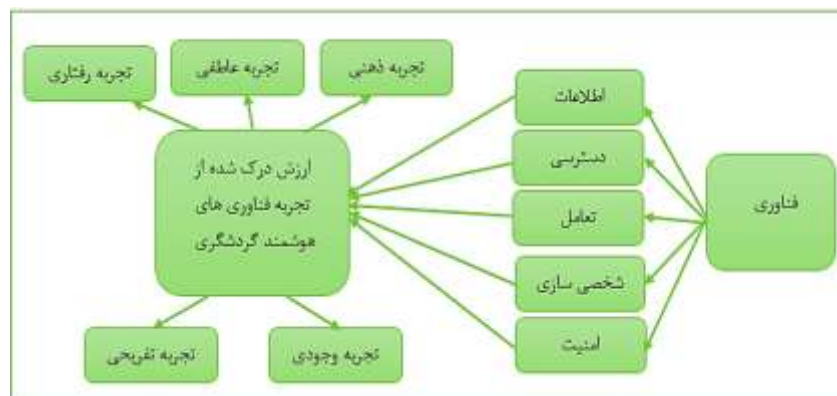 تجربه ذهنی
تجربه عاطفی
تجربه رفتاری
اطلاعات
دسترسی
تعامل
شخصی سازی
امنیت
فناوری
ارزش درک شده از
تجربه فناوری های
هوشمند گردشگری
تجربه وجودی
تجربه تفریحی